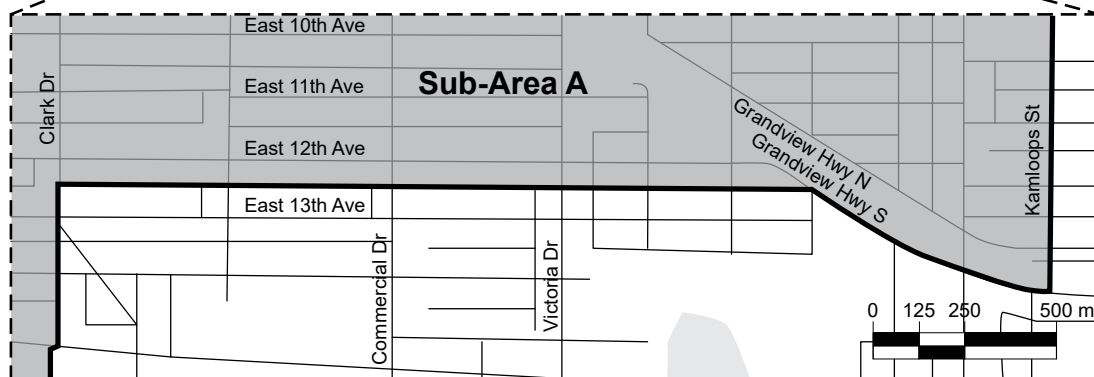 East 10th Ave
Sub-Area A
East 11th Ave
Clark Dr
East 12th Ave
Grandview Hwy N
Grandview Hwy S
Kamloops St
East 13th Ave
Commercial Dr
Victoria Dr
0 125 250 500 m